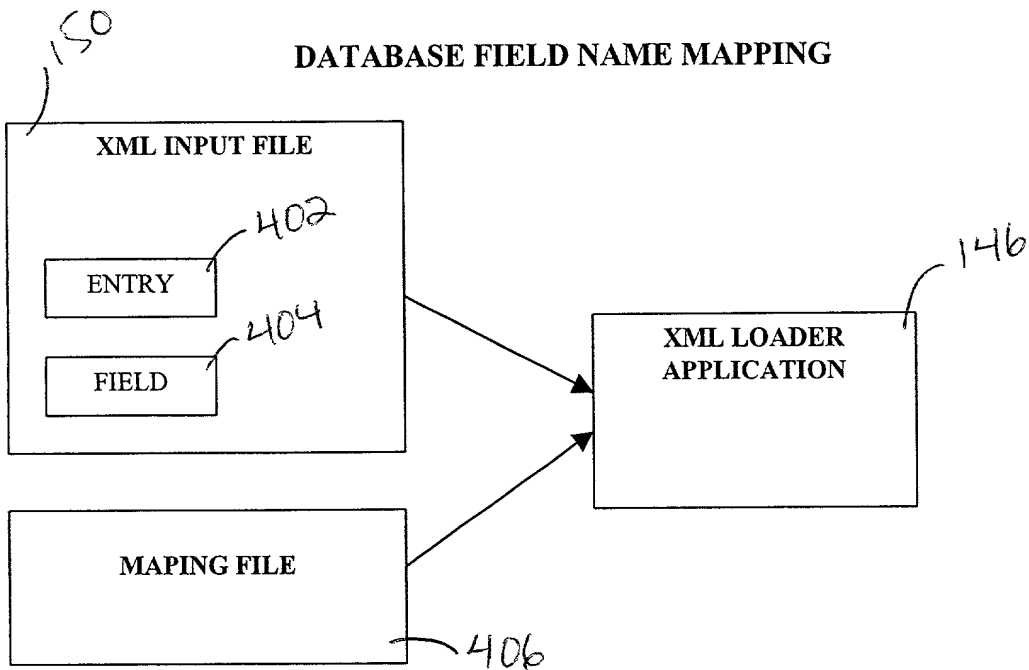 150
DATABASE FIELD NAME MAPPING
XML INPUT FILE
402
ENTRY
404
FIELD
146
XML LOADER
APPLICATION
MAPING FILE
406